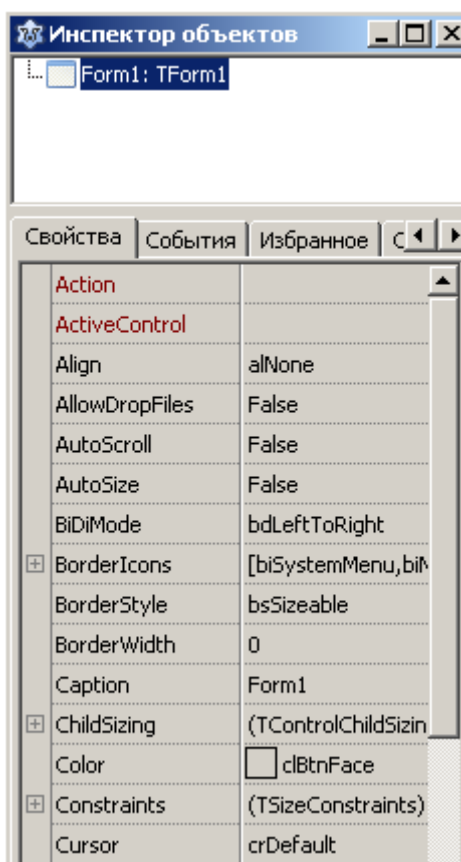 Инспектор объектов
Form1: TForm1
Свойства События Избранное
Action
ActiveControl
Align alNone
AllowDropFiles False
AutoScroll False
AutoSize False
BiDiMode bdLeftToRight
BorderIcons [biSystemMenu,biM
BorderStyle bsSizeable
BorderWidth 0
Caption Form1
ChildSizing (TControlChildSizin
Color clBtnFace
Constraints (TSizeConstraints)
Cursor crDefault